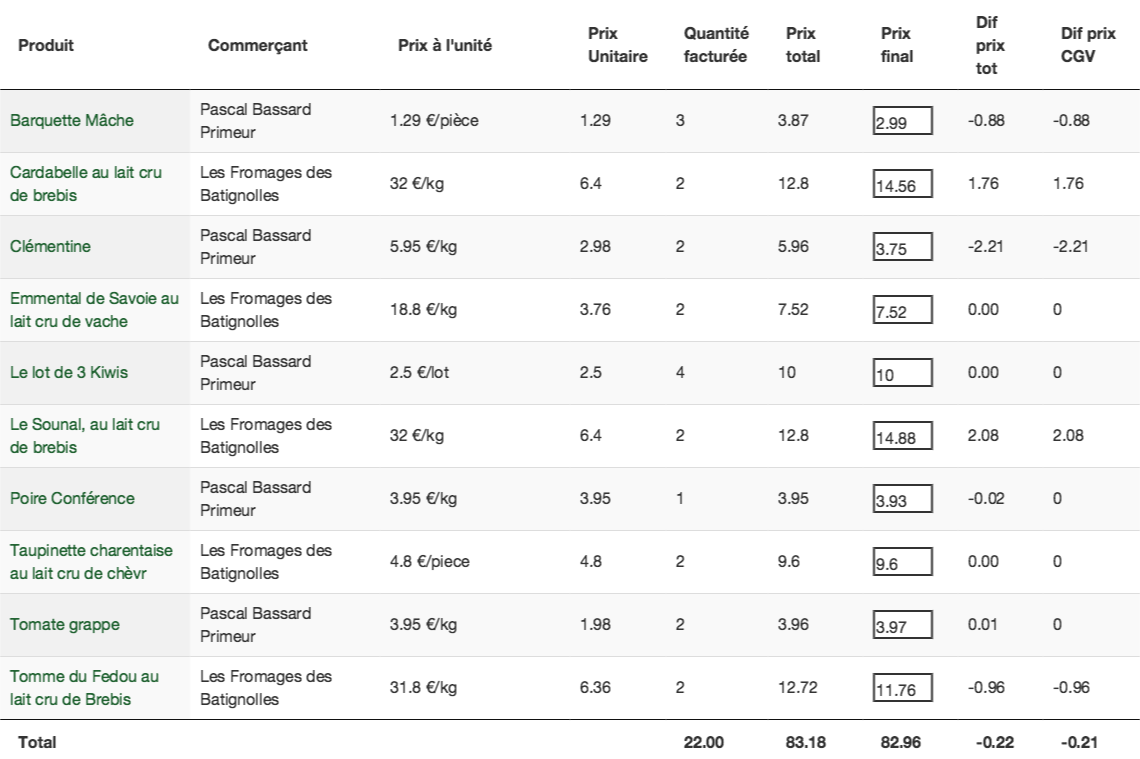 Produit Commerçant Prix à l'unité Prix Unitaire Quantité facturée Prix total Prix final Dif prix tot Dif prix CGV
Barquette Mâche Pascal Bassard Primeur 1.29 €/pièce 1.29 3 3.87 2.99 -0.88 -0.88
Cardabelle au lait cru de brebis Les Fromages des Batignolles 32 €/kg 6.4 2 12.8 14.56 1.76 1.76
Clémentine Pascal Bassard Primeur 5.95 €/kg 2.98 2 5.96 3.75 -2.21 -2.21
Emmental de Savoie au lait cru de vache Les Fromages des Batignolles 18.8 €/kg 3.76 2 7.52 7.52 0.00 0
Le lot de 3 Kiwis Pascal Bassard Primeur 2.5 €/lot 2.5 4 10 10 0.00 0
Le Sounal, au lait cru de brebis Les Fromages des Batignolles 32 €/kg 6.4 2 12.8 14.88 2.08 2.08
Poire Conférence Pascal Bassard Primeur 3.95 €/kg 3.95 1 3.95 3.93 -0.02 0
Taupinette charentaise au lait cru de chèvr Les Fromages des Batignolles 4.8 €/piece 4.8 2 9.6 9.6 0.00 0
Tomate grappe Pascal Bassard Primeur 3.95 €/kg 1.98 2 3.96 3.97 0.01 0
Tomme du Fedou au lait cru de Brebis Les Fromages des Batignolles 31.8 €/kg 6.36 2 12.72 11.76 -0.96 -0.96
Total 22.00 83.18 82.96 -0.22 -0.21